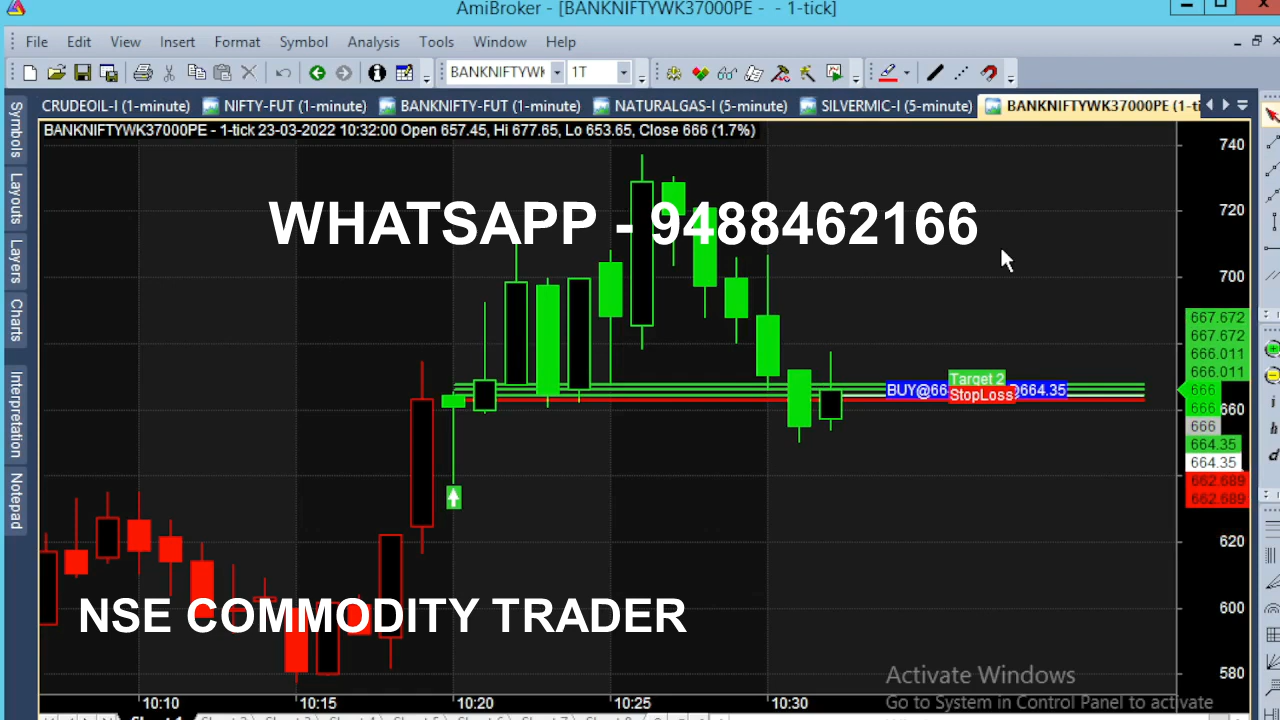 AmiBroker - [BANKNIFTYWK37000PE - - 1-tick]
File Edit View Insert Format Symbol Analysis Tools Window Help
BANKNIFTYWK 1T
CRUDEOIL-I (1-minute) NIFTY-FUT (1-minute) BANKNIFTY-FUT (1-minute) NATURALGAS-I (5-minute) SILVERMIC-I (5-minute) BANKNIFTYWK37000PE (1-ti
BANKNIFTYWK37000PE - 1-tick 23-03-2022 10:32:00 Open 657.45, Hi 677.65, Lo 653.65, Close 666 (1.7%)
Symbols
Layouts
Layers
Charts
Interpretation
Notepad
WHATSAPP - 9488462166
740
720
700
667.672
667.672
666.011
666.011
666
666
660
666
664.35
664.35
662.689
662.689
620
600
580
Target 2
BUY@66 @664.35
StopLoss
NSE COMMODITY TRADER
Activate Windows
Go to System in Control Panel to activate
10:10 10:15 10:20 10:25 10:30
Sheet 1